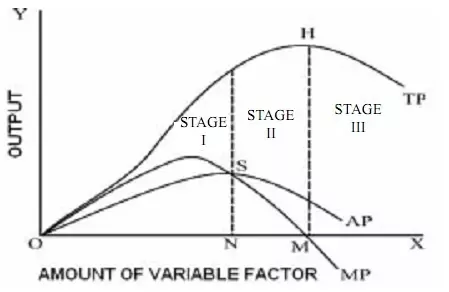 Y
H
TP
STAGE
I
STAGE
II
STAGE
III
OUTPUT
S
AP
O
N
M
X
AMOUNT OF VARIABLE FACTOR
MP